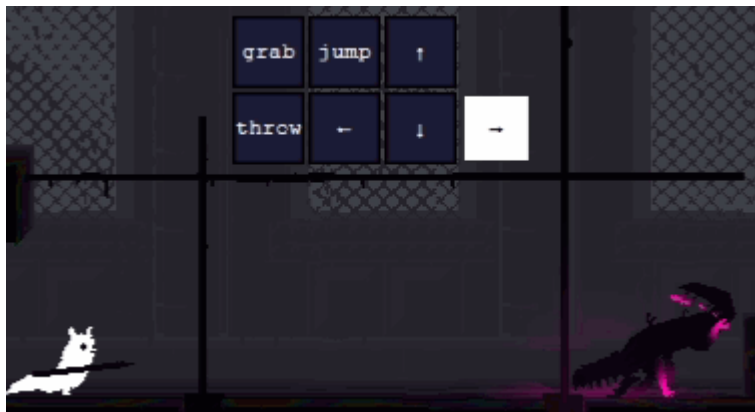 grab jump ↑
throw ← ↓ →